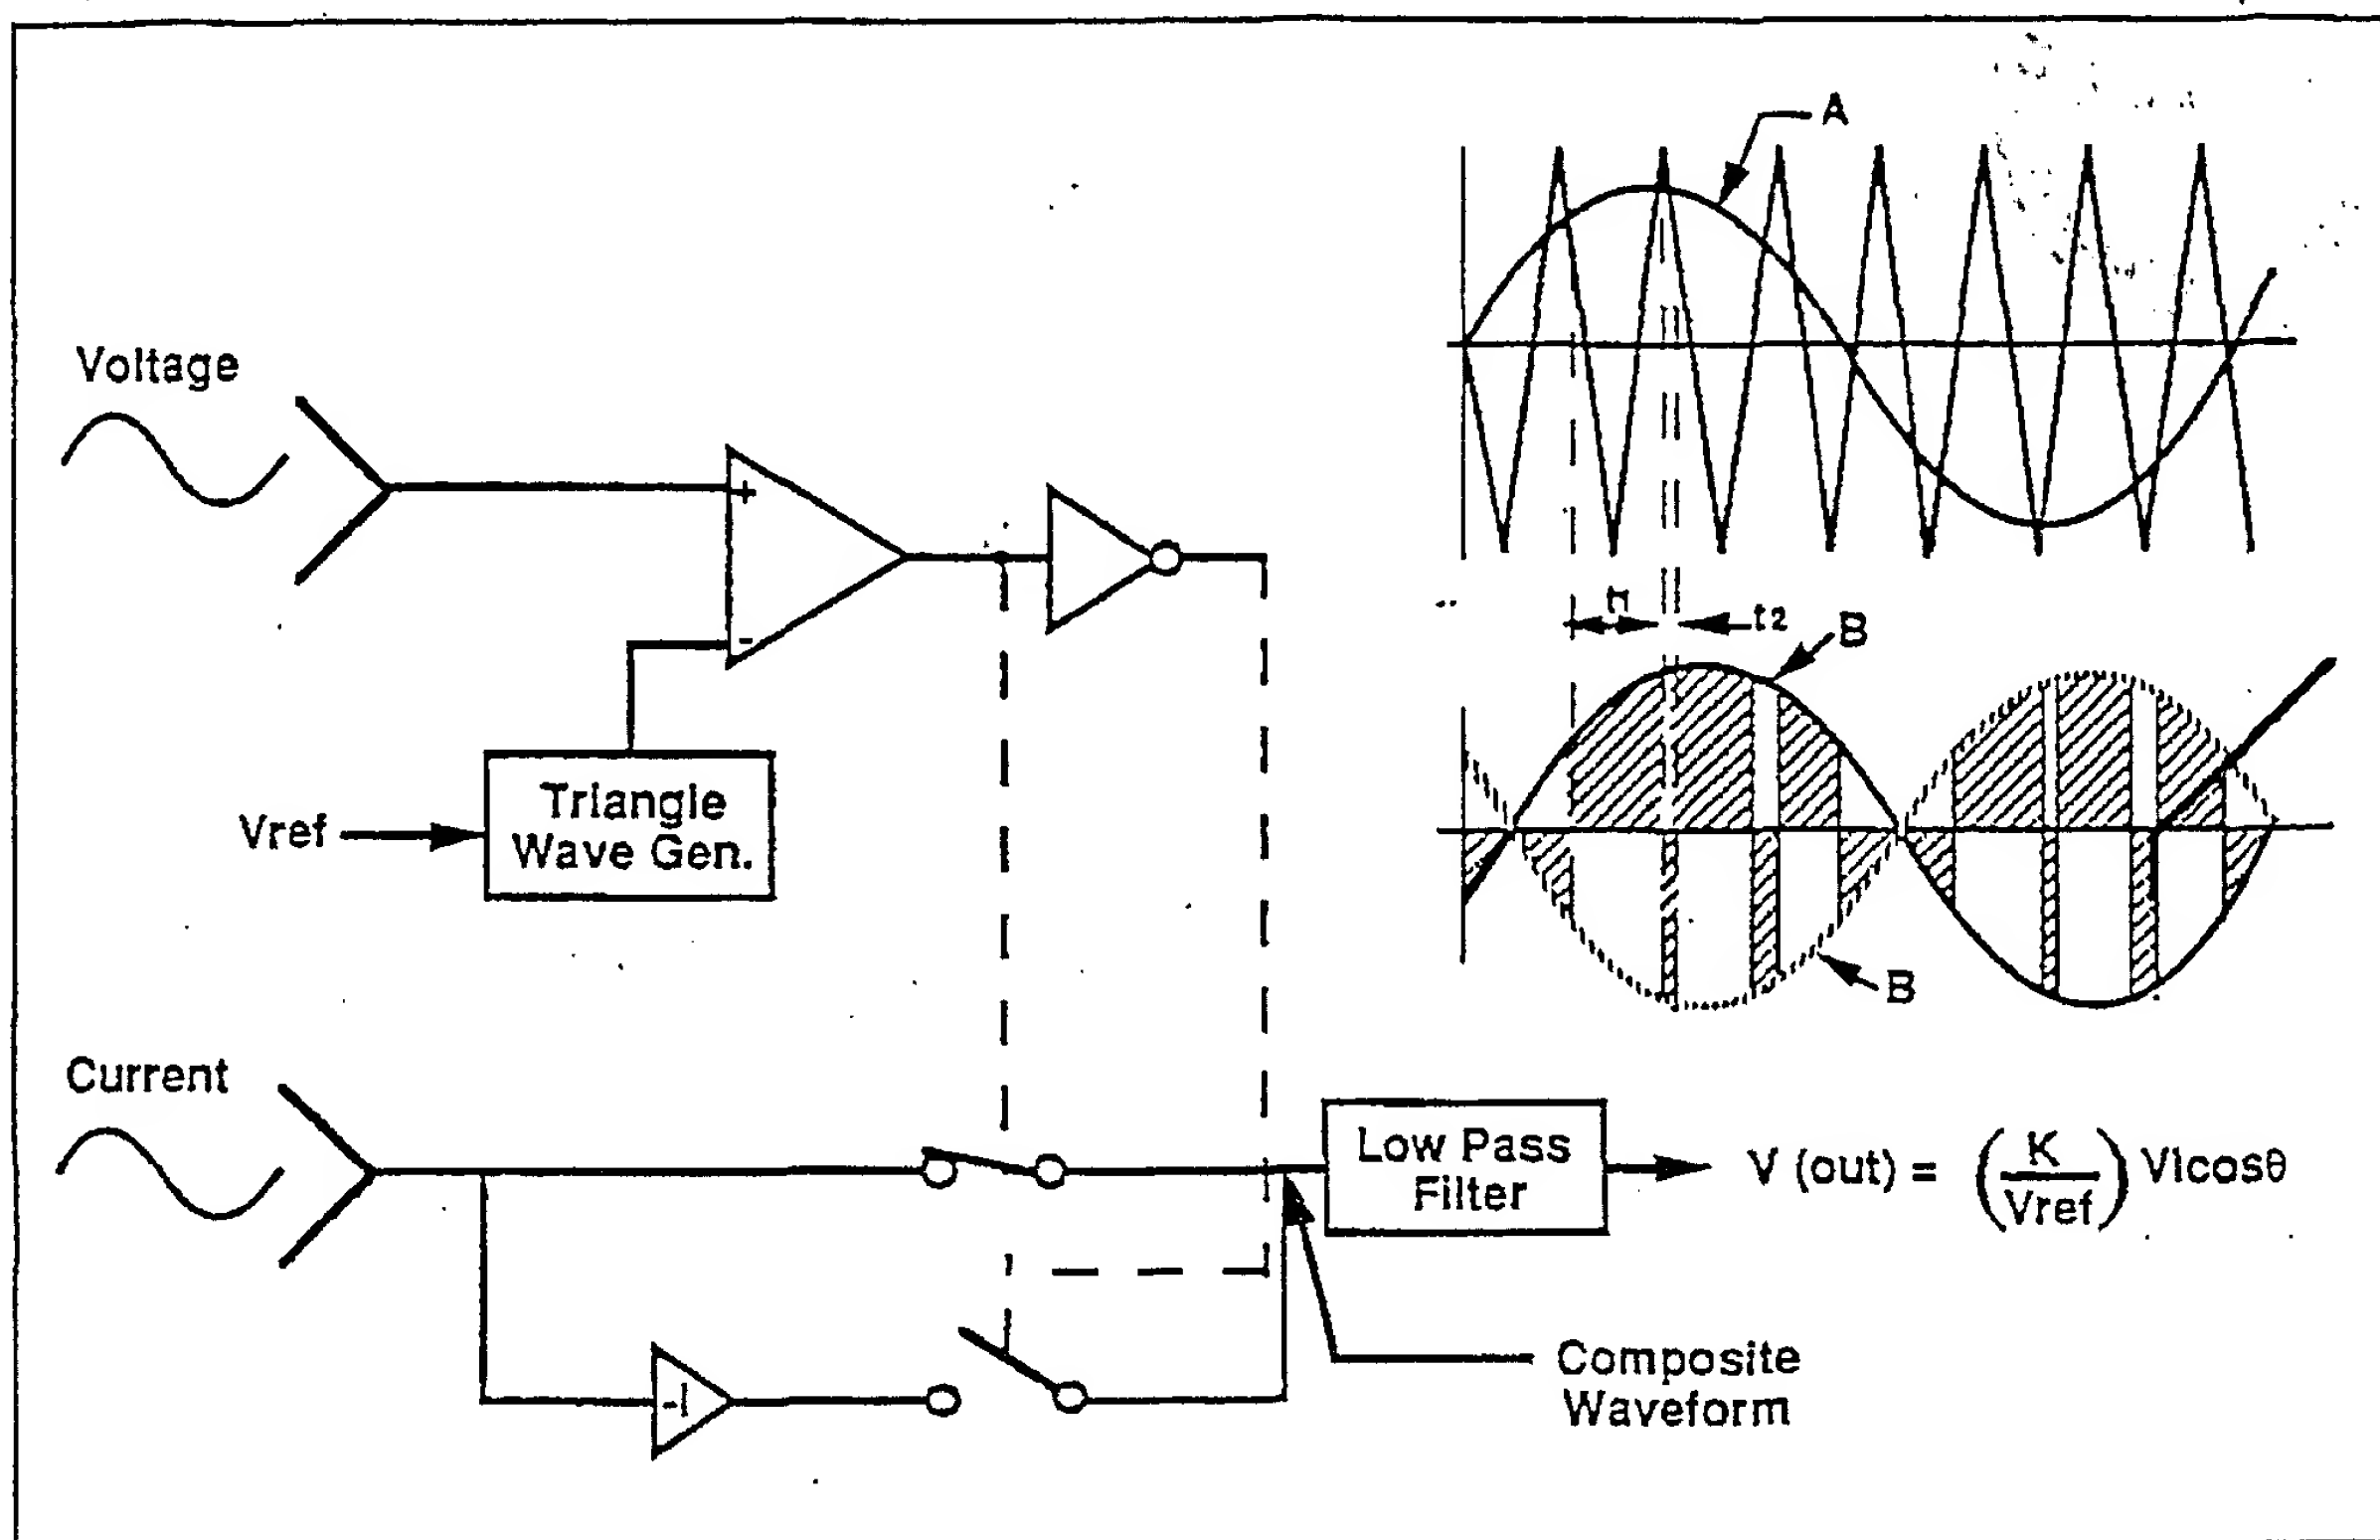 A
Voltage
+
-
t1
t2
B
Triangle
Wave Gen.
Vref
B
Current
Low Pass
Filter
V (out) = (K/Vref) VIcosθ
-1
Composite
Waveform